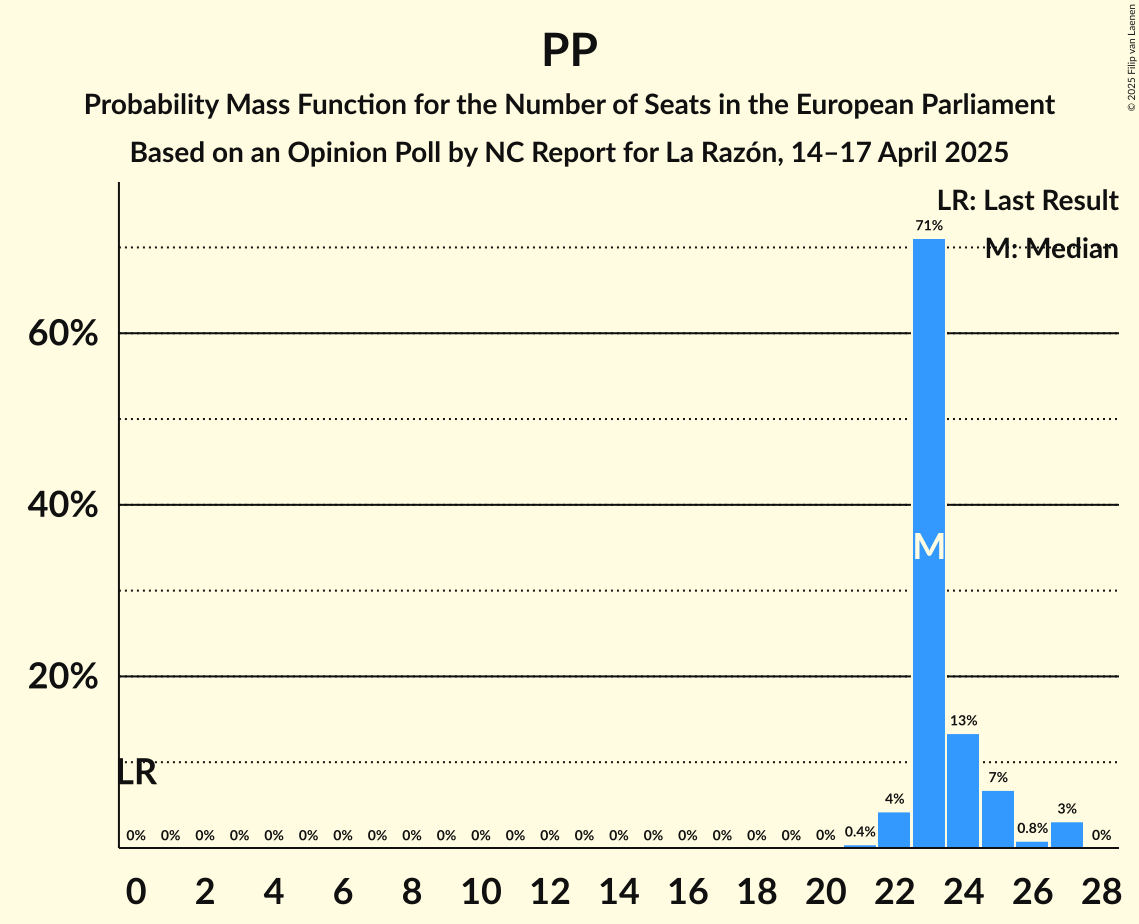 PP
Probability Mass Function for the Number of Seats in the European Parliament
Based on an Opinion Poll by NC Report for La Razón, 14–17 April 2025
© 2025 Filip van Laenen
LR: Last Result
M: Median
71%
60%
40%
M
20%
13%
LR
7%
4%
3%
0% 0% 0% 0% 0% 0% 0% 0% 0% 0% 0% 0% 0% 0% 0% 0% 0% 0% 0% 0% 0% 0.4% 0.8% 0%
0 2 4 6 8 10 12 14 16 18 20 22 24 26 28